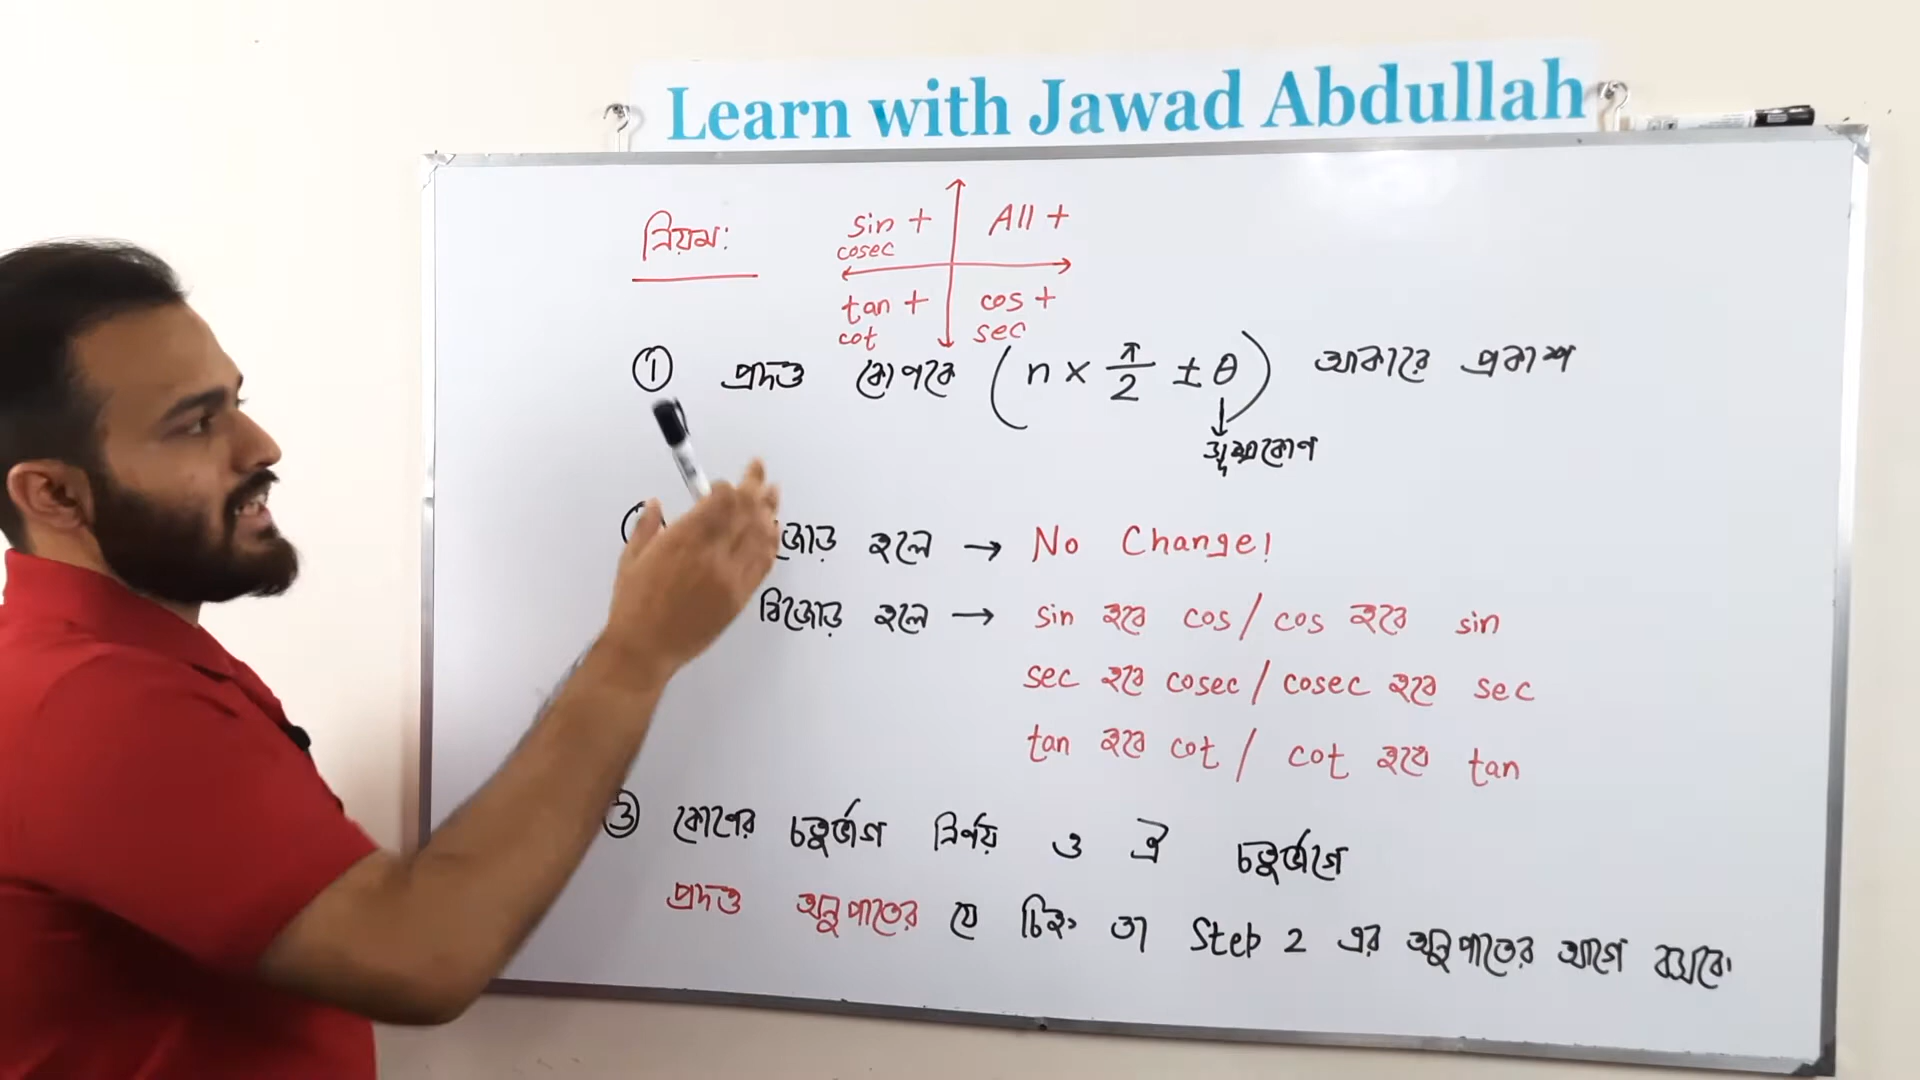 Learn with Jawad Abdullah
নিয়ম:
sin + All +
cosec
tan + cos +
cot sec
① প্রদত্ত কোণকে (n × π/2 ± θ) আকারে প্রকাশ
সূক্ষ্মকোণ
হলে → No Change!
বিজোড় হলে → sin হবে cos / cos হবে sin
sec হবে cosec / cosec হবে sec
tan হবে cot / cot হবে tan
③ কোণের চতুর্ভাগ নির্ণয় ও ঐ চতুর্ভাগে
প্রদত্ত অনুপাতের যে চিহ্ন তা Step 2 এর অনুপাতের আগে বসবে।